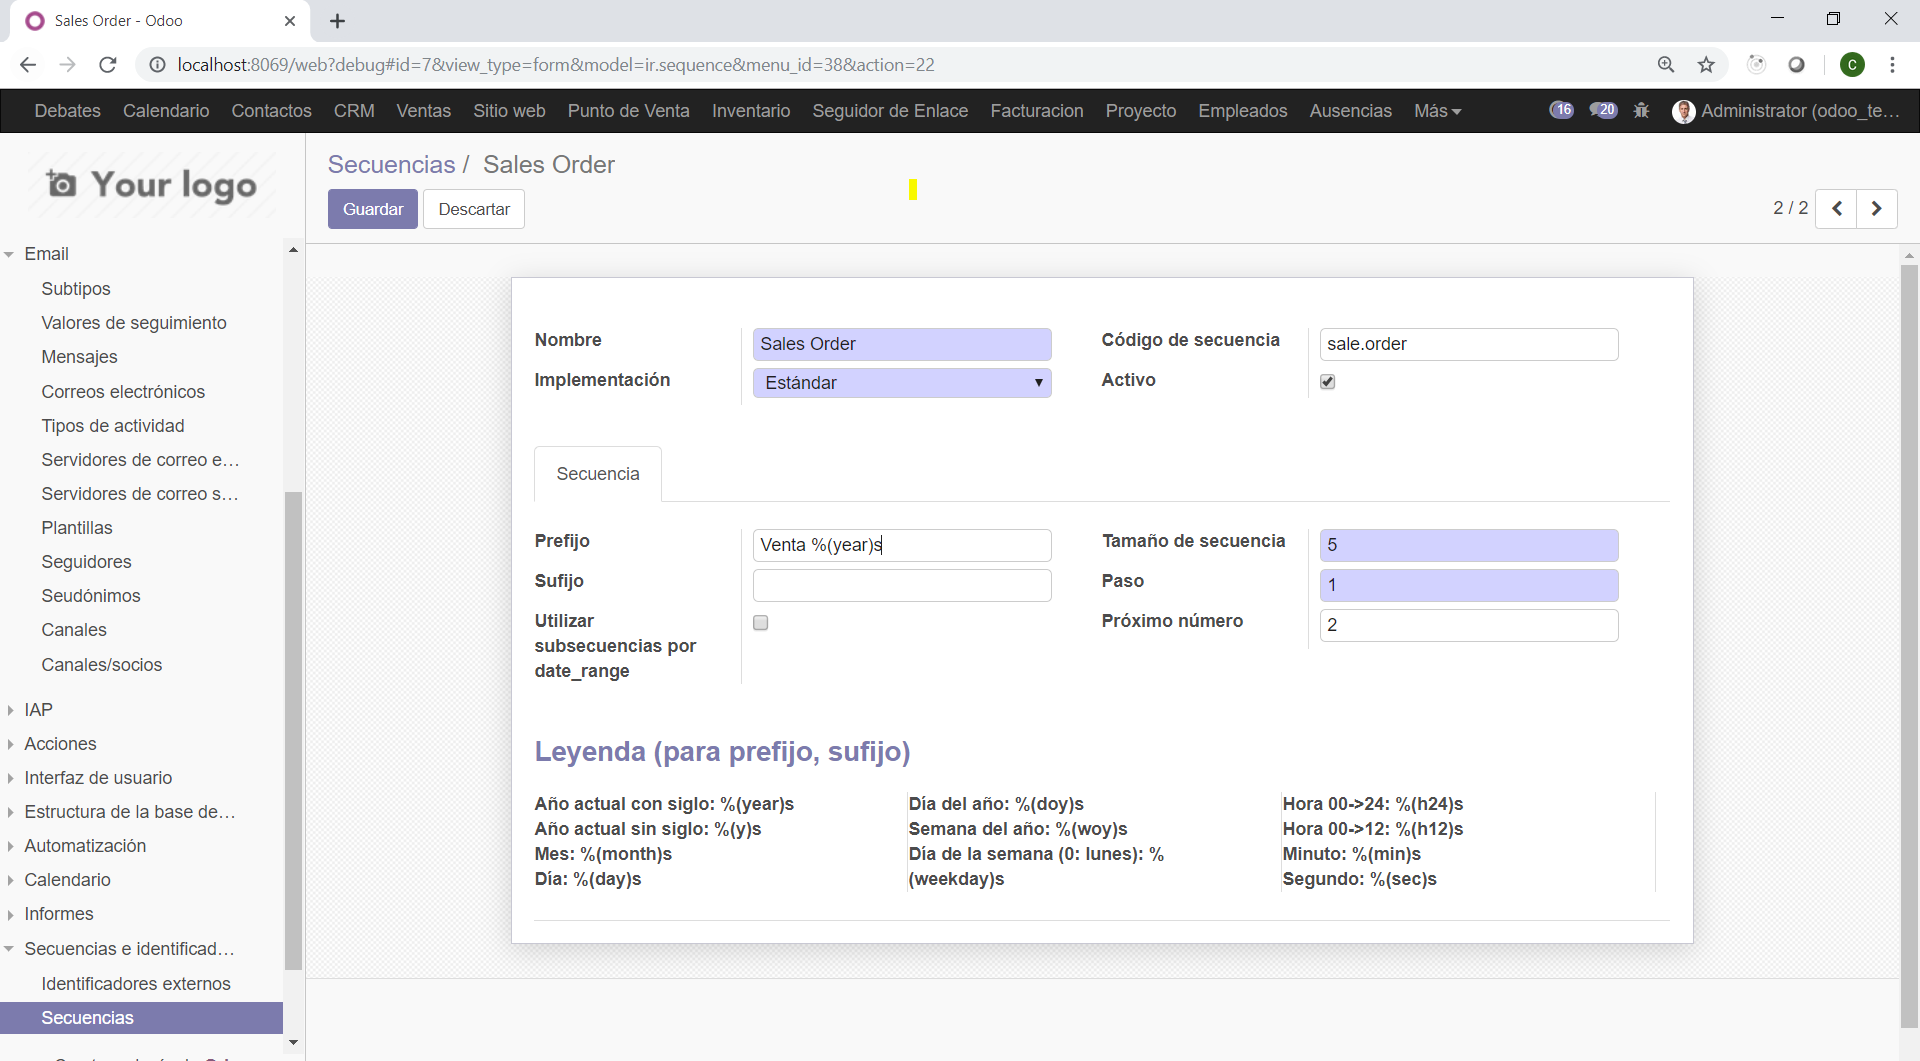 Sales Order - Odoo
localhost:8069/web?debug#id=7&view_type=form&model=ir.sequence&menu_id=38&action=22
C
Debates Calendario Contactos CRM Ventas Sitio web Punto de Venta Inventario Seguidor de Enlace Facturacion Proyecto Empleados Ausencias Más 16 20 Administrator (odoo_te...
Your logo
Secuencias / Sales Order
Guardar Descartar
2 / 2
Email
Subtipos
Valores de seguimiento
Mensajes
Correos electrónicos
Tipos de actividad
Servidores de correo e...
Servidores de correo s...
Plantillas
Seguidores
Seudónimos
Canales
Canales/socios
IAP
Acciones
Interfaz de usuario
Estructura de la base de...
Automatización
Calendario
Informes
Secuencias e identificad...
Identificadores externos
Secuencias
Nombre Sales Order
Código de secuencia sale.order
Implementación Estándar
Activo
Secuencia
Prefijo Venta %(year)s
Tamaño de secuencia 5
Sufijo
Paso 1
Utilizar
subsecuencias por
date_range
Próximo número 2
Leyenda (para prefijo, sufijo)
Año actual con siglo: %(year)s
Año actual sin siglo: %(y)s
Mes: %(month)s
Día: %(day)s
Día del año: %(doy)s
Semana del año: %(woy)s
Día de la semana (0: lunes): %
(weekday)s
Hora 00->24: %(h24)s
Hora 00->12: %(h12)s
Minuto: %(min)s
Segundo: %(sec)s